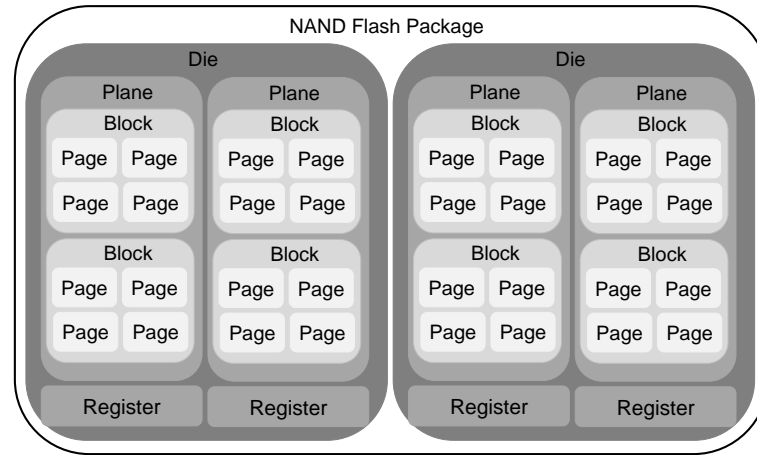 NAND Flash Package
Die Die
Plane Plane Plane Plane
Block Block Block Block
Page Page Page Page Page Page Page Page
Page Page Page Page Page Page Page Page
Block Block Block Block
Page Page Page Page Page Page Page Page
Page Page Page Page Page Page Page Page
Register Register Register Register